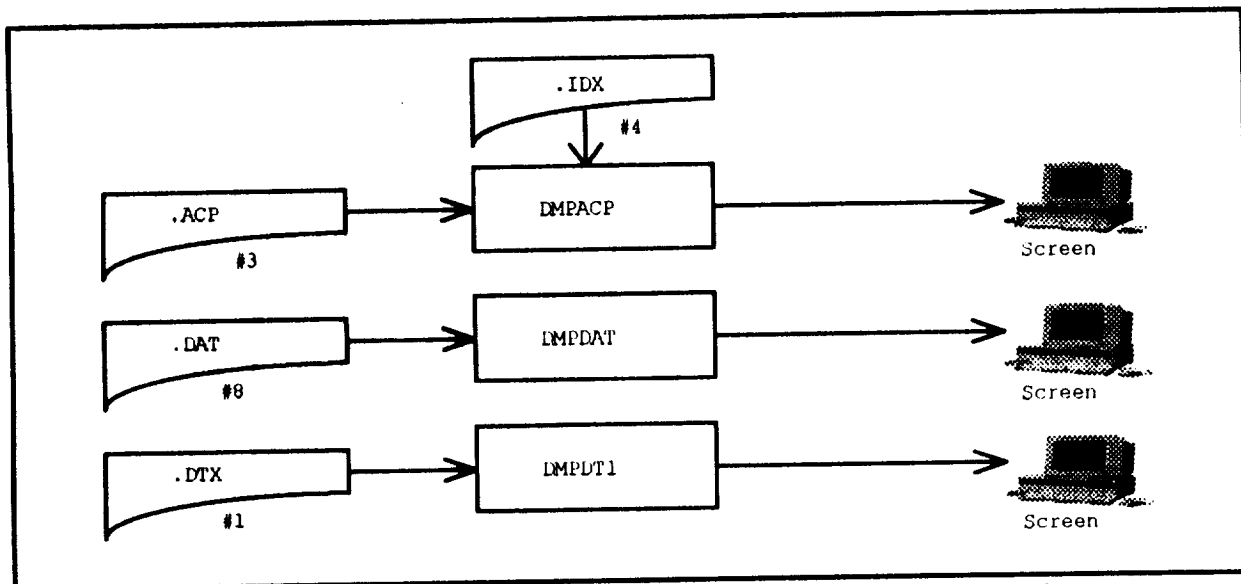 .IDX
#4
.ACP
DMPACP
#3
Screen
.DAT
DMPDAT
#8
Screen
.DTX
DMPDT1
#1
Screen